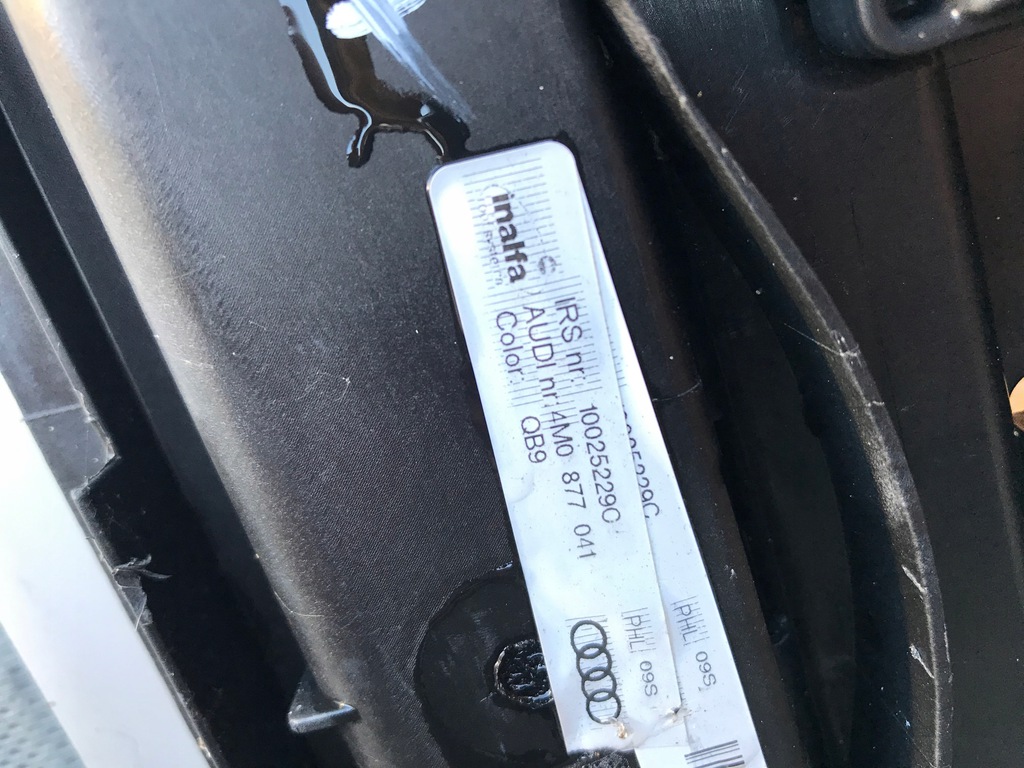 inalfa
IRS nr. 10025229C
AUDI nr. 4M0 877 041
Color. QB9
PHL 09S
PHL 09S